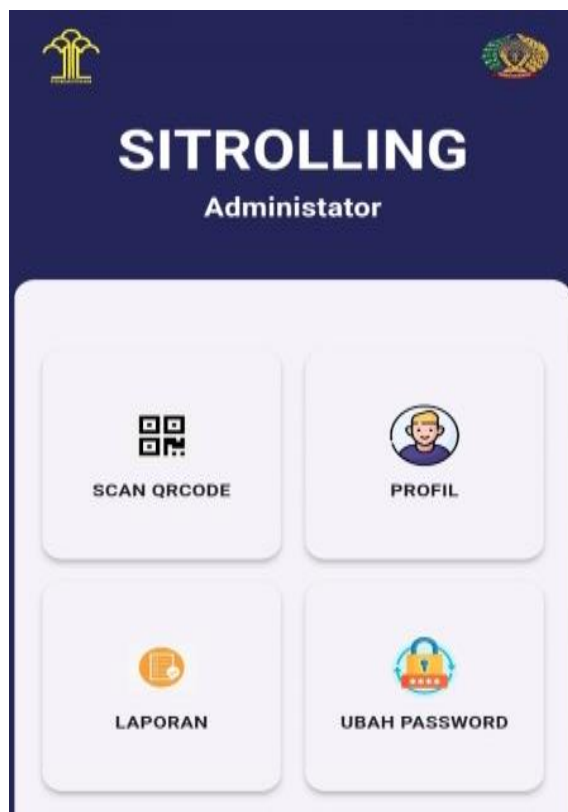 SITROLLING
Administator
SCAN QRCODE
PROFIL
LAPORAN
UBAH PASSWORD